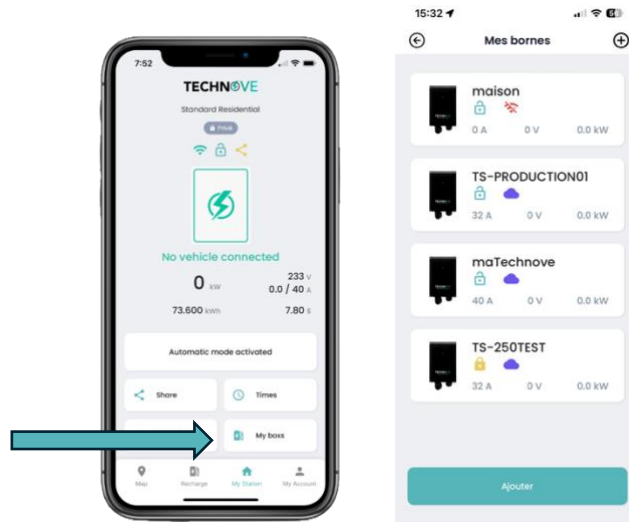 7:52
TECHNOVE
Standard Residential
Privé
No vehicle connected
0 kW
233 V
0.0 / 40 A
73.600 kWh
7.80 $
Automatic mode activated
Share
Times
My boxs
Map
Recharge
My Station
My Account
15:32
Mes bornes
maison
0 A 0 V 0.0 kW
TS-PRODUCTION01
32 A 0 V 0.0 kW
maTechnove
40 A 0 V 0.0 kW
TS-250TEST
32 A 0 V 0.0 kW
Ajouter